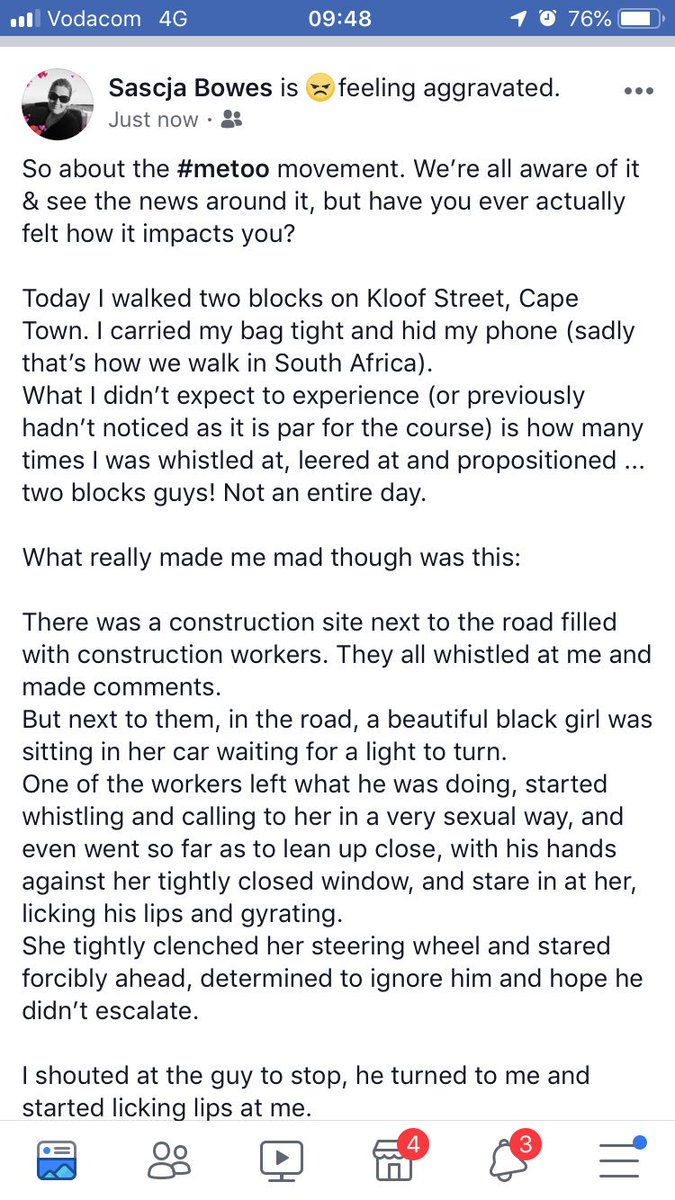 Vodacom 4G 09:48 76%
Sascja Bowes is 😠 feeling aggravated.
Just now ·
So about the #metoo movement. We're all aware of it
& see the news around it, but have you ever actually
felt how it impacts you?
Today I walked two blocks on Kloof Street, Cape
Town. I carried my bag tight and hid my phone (sadly
that's how we walk in South Africa).
What I didn't expect to experience (or previously
hadn't noticed as it is par for the course) is how many
times I was whistled at, leered at and propositioned ...
two blocks guys! Not an entire day.
What really made me mad though was this:
There was a construction site next to the road filled
with construction workers. They all whistled at me and
made comments.
But next to them, in the road, a beautiful black girl was
sitting in her car waiting for a light to turn.
One of the workers left what he was doing, started
whistling and calling to her in a very sexual way, and
even went so far as to lean up close, with his hands
against her tightly closed window, and stare in at her,
licking his lips and gyrating.
She tightly clenched her steering wheel and stared
forcibly ahead, determined to ignore him and hope he
didn't escalate.
I shouted at the guy to stop, he turned to me and
started licking lips at me.
4 3